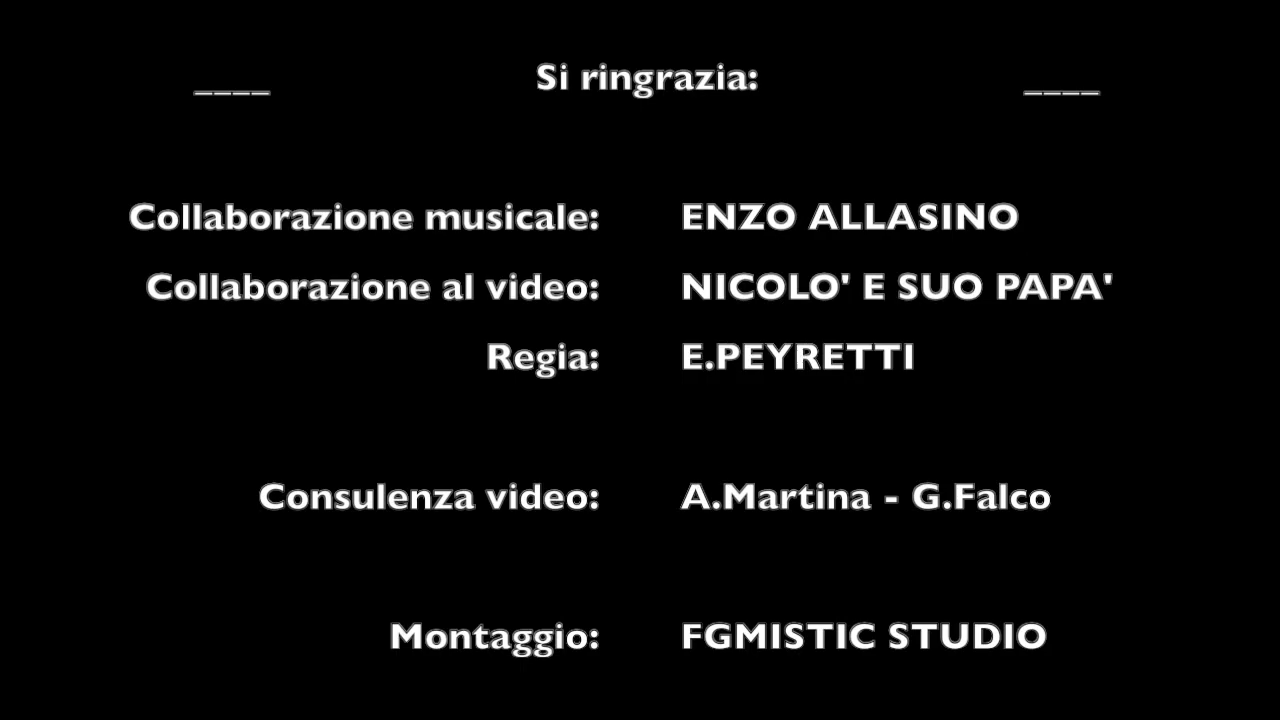 ____ Si ringrazia: ____
Collaborazione musicale: ENZO ALLASINO
Collaborazione al video: NICOLO' E SUO PAPA'
Regia: E.PEYRETTI
Consulenza video: A.Martina - G.Falco
Montaggio: FGMISTIC STUDIO